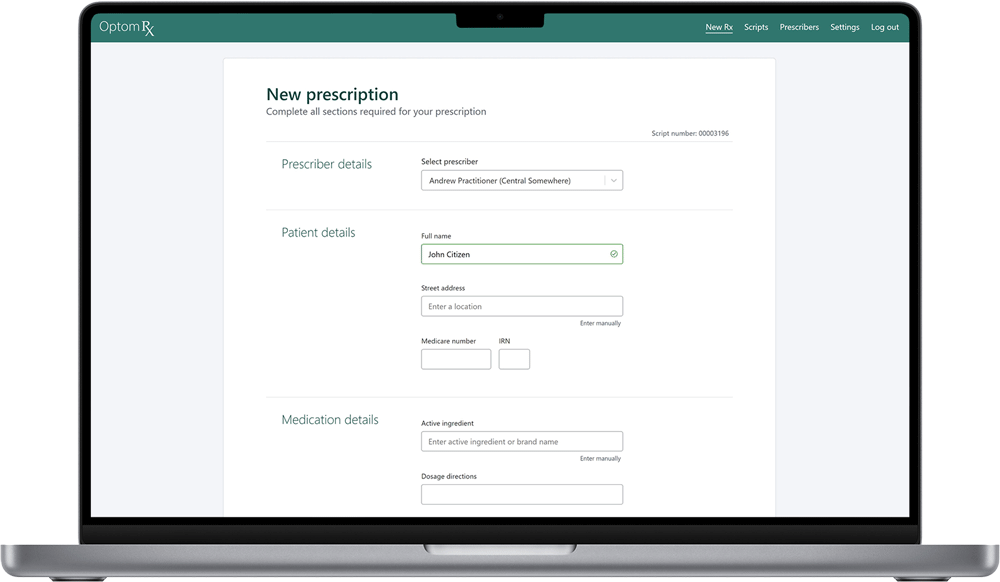 OptomRx
New Rx Scripts Prescribers Settings Log out
New prescription
Complete all sections required for your prescription
Script number: 00003196
Prescriber details
Select prescriber
Andrew Practitioner (Central Somewhere)
Patient details
Full name
John Citizen
Street address
Enter a location
Enter manually
Medicare number IRN
Medication details
Active ingredient
Enter active ingredient or brand name
Enter manually
Dosage directions